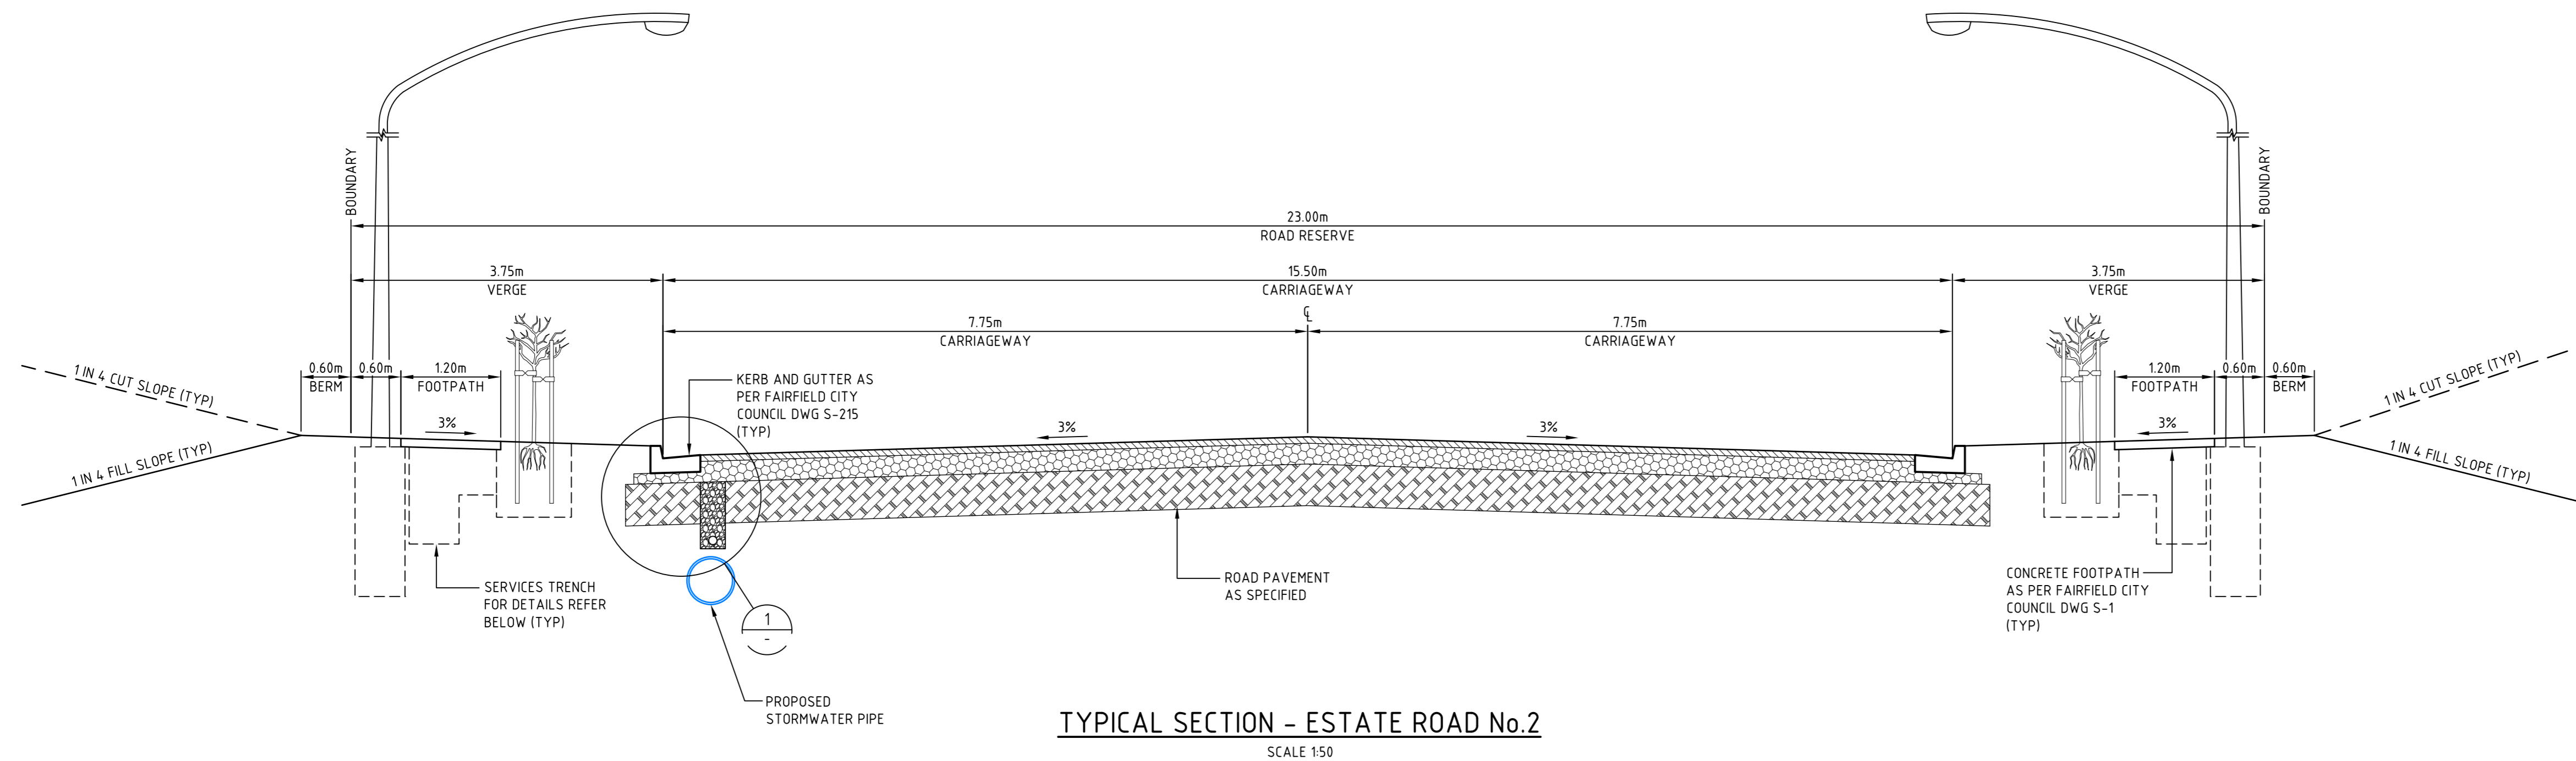 BOUNDARY
BOUNDARY
23.00m
ROAD RESERVE
3.75m
VERGE
15.50m
CARRIAGEWAY
3.75m
VERGE
7.75m
CARRIAGEWAY
℄
7.75m
CARRIAGEWAY
1 IN 4 CUT SLOPE (TYP)
0.60m
BERM
0.60m
1.20m
FOOTPATH
3%
1 IN 4 FILL SLOPE (TYP)
KERB AND GUTTER AS
PER FAIRFIELD CITY
COUNCIL DWG S-215
(TYP)
3%
3%
1.20m
FOOTPATH
0.60m
0.60m
BERM
3%
1 IN 4 CUT SLOPE (TYP)
1 IN 4 FILL SLOPE (TYP)
SERVICES TRENCH
FOR DETAILS REFER
BELOW (TYP)
1
-
ROAD PAVEMENT
AS SPECIFIED
CONCRETE FOOTPATH
AS PER FAIRFIELD CITY
COUNCIL DWG S-1
(TYP)
PROPOSED
STORMWATER PIPE
TYPICAL SECTION - ESTATE ROAD No.2
SCALE 1:50